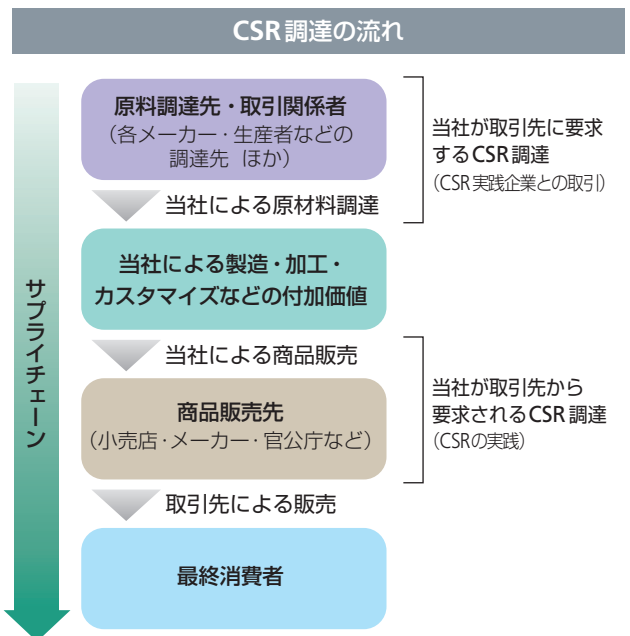 CSR調達の流れ
原料調達先・取引関係者
（各メーカー・生産者などの
調達先 ほか）
当社が取引先に要求
するCSR調達
（CSR実践企業との取引）
当社による原材料調達
当社による製造・加工・
カスタマイズなどの付加価値
サプライチェーン
当社による商品販売
商品販売先
（小売店・メーカー・官公庁など）
当社が取引先から
要求されるCSR調達
（CSRの実践）
取引先による販売
最終消費者